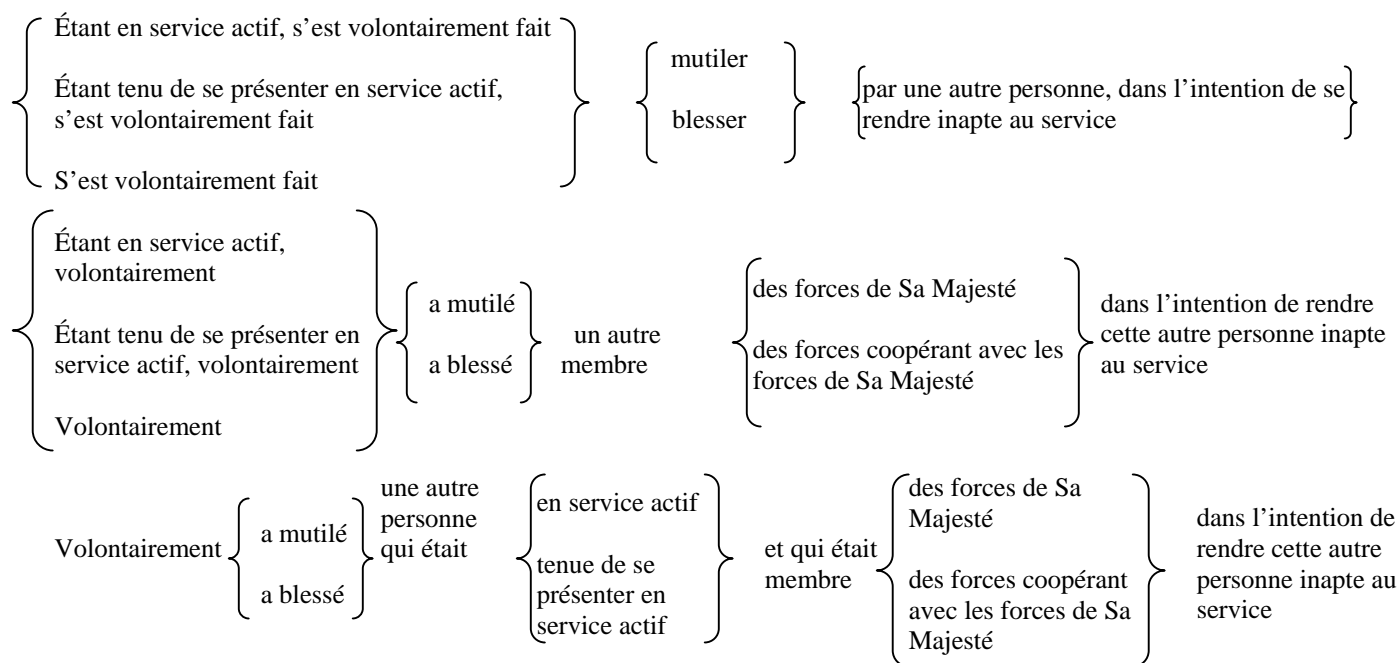 Étant en service actif, s’est volontairement fait
Étant tenu de se présenter en service actif,
s’est volontairement fait
S’est volontairement fait
mutiler
blesser
par une autre personne, dans l’intention de se
rendre inapte au service
Étant en service actif,
volontairement
Étant tenu de se présenter en
service actif, volontairement
Volontairement
a mutilé
a blessé
un autre
membre
des forces de Sa Majesté
des forces coopérant avec les
forces de Sa Majesté
dans l’intention de rendre
cette autre personne inapte
au service
Volontairement
a mutilé
a blessé
une autre
personne
qui était
en service actif
tenue de se
présenter en
service actif
et qui était
membre
des forces de Sa
Majesté
des forces coopérant
avec les forces de Sa
Majesté
dans l’intention de
rendre cette autre
personne inapte au
service